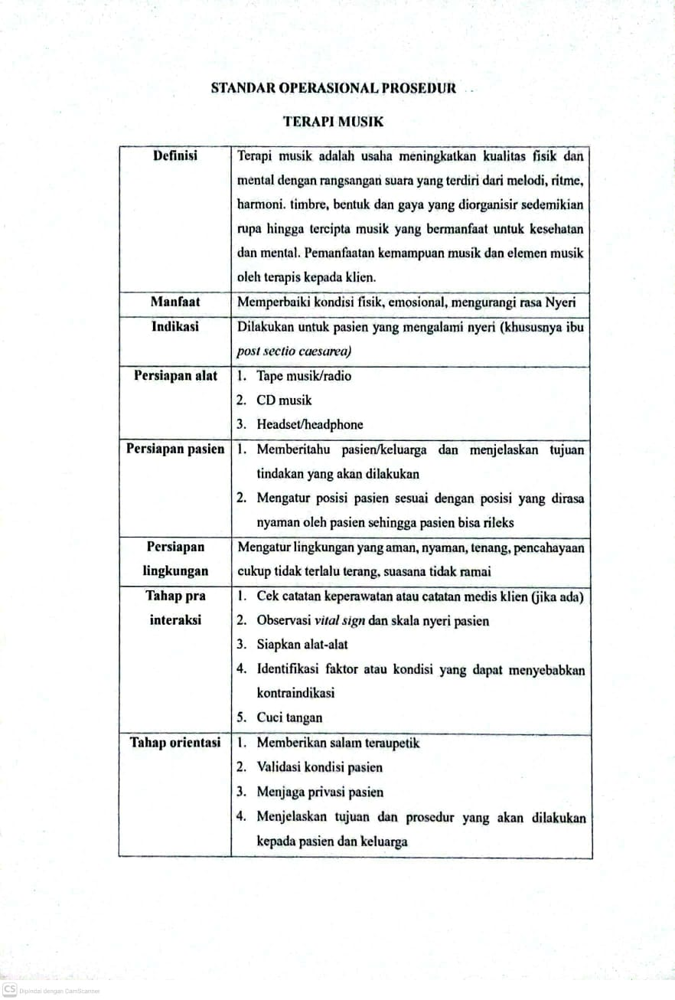 STANDAR OPERASIONAL PROSEDUR
TERAPI MUSIK
Definisi
Terapi musik adalah usaha meningkatkan kualitas fisik dan
mental dengan rangsangan suara yang terdiri dari melodi, ritme,
harmoni. timbre, bentuk dan gaya yang diorganisir sedemikian
rupa hingga tercipta musik yang bermanfaat untuk kesehatan
dan mental. Pemanfaatan kemampuan musik dan elemen musik
oleh terapis kepada klien.
Manfaat
Memperbaiki kondisi fisik, emosional, mengurangi rasa Nyeri
Indikasi
Dilakukan untuk pasien yang mengalami nyeri (khususnya ibu
post sectio caesarea)
Persiapan alat
1. Tape musik/radio
2. CD musik
3. Headset/headphone
Persiapan pasien
1. Memberitahu pasien/keluarga dan menjelaskan tujuan
tindakan yang akan dilakukan
2. Mengatur posisi pasien sesuai dengan posisi yang dirasa
nyaman oleh pasien sehingga pasien bisa rileks
Persiapan
lingkungan
Mengatur lingkungan yang aman, nyaman, tenang, pencahayaan
cukup tidak terlalu terang, suasana tidak ramai
Tahap pra
interaksi
1. Cek catatan keperawatan atau catatan medis klien (jika ada)
2. Observasi vital sign dan skala nyeri pasien
3. Siapkan alat-alat
4. Identifikasi faktor atau kondisi yang dapat menyebabkan
kontraindikasi
5. Cuci tangan
Tahap orientasi
1. Memberikan salam teraupetik
2. Validasi kondisi pasien
3. Menjaga privasi pasien
4. Menjelaskan tujuan dan prosedur yang akan dilakukan
kepada pasien dan keluarga
CS Dipindai dengan CamScanner